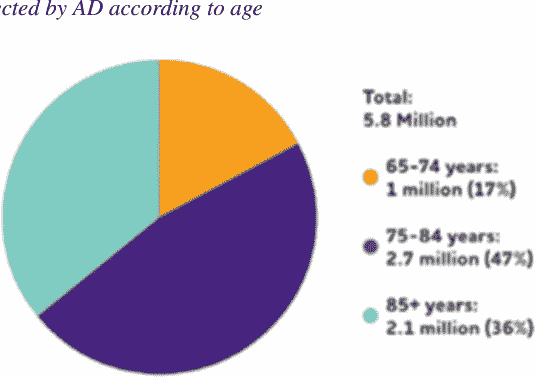 cted by AD according to age
Total:
5.8 Million
65-74 years:
1 million (17%)
75-84 years:
2.7 million (47%)
85+ years:
2.1 million (36%)